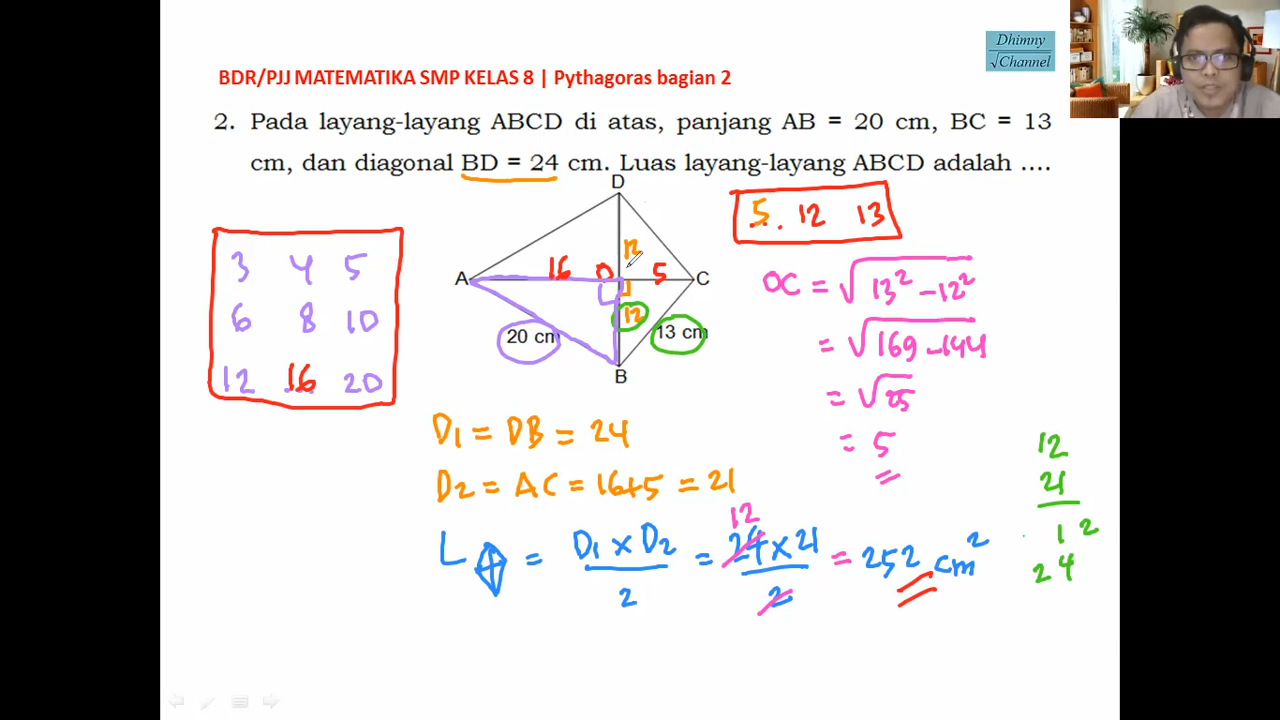 Dhimny
√Channel
BDR/PJJ MATEMATIKA SMP KELAS 8 | Pythagoras bagian 2
2. Pada layang-layang ABCD di atas, panjang AB = 20 cm, BC = 13
cm, dan diagonal BD = 24 cm. Luas layang-layang ABCD adalah ....
D
5. 12 13
3 4 5
6 8 10
12 16 20
12
A 16 O 5 C
12
20 cm 13 cm
B
OC = √13² - 12²
= √169 - 144
= √25
= 5
D1 = DB = 24
D2 = AC = 16+5 = 21
L = D1 x D2 / 2 = 24 x 21 / 2 = 252 cm²
12
12
21
12
24